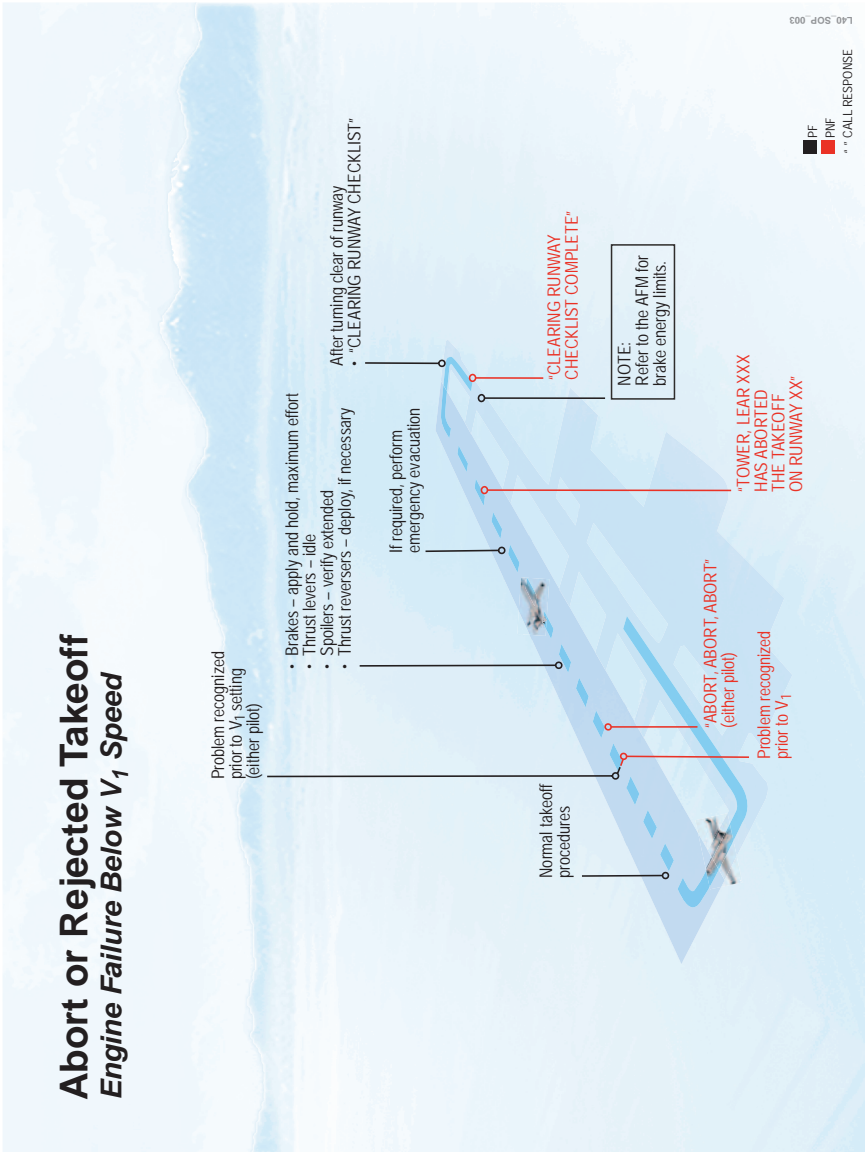 Abort or Rejected Takeoff
Engine Failure Below V1 Speed
Problem recognized
prior to V1 setting
(either pilot)
• Brakes – apply and hold, maximum effort
• Thrust levers – idle
• Spoilers – verify extended
• Thrust reversers – deploy, if necessary
After turning clear of runway
• "CLEARING RUNWAY CHECKLIST"
If required, perform
emergency evacuation
Normal takeoff
procedures
"CLEARING RUNWAY
CHECKLIST COMPLETE"
NOTE:
Refer to the AFM for
brake energy limits.
"ABORT, ABORT, ABORT"
(either pilot)
Problem recognized
prior to V1
"TOWER, LEAR XXX
HAS ABORTED
THE TAKEOFF
ON RUNWAY XX"
PF
PNF
" " CALL RESPONSE
L40_SOP_003